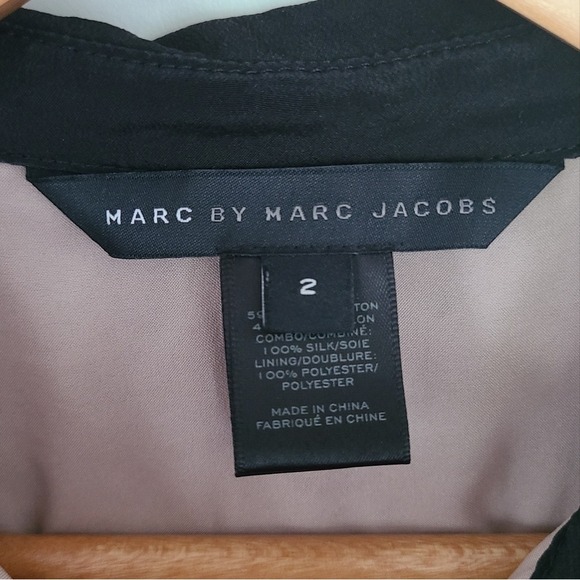 MARC BY MARC JACOBS
2
COMBO/COMBINÉ:
100% SILK/SOIE
LINING/DOUBLURE:
100% POLYESTER/
POLYESTER
MADE IN CHINA
FABRIQUÉ EN CHINE